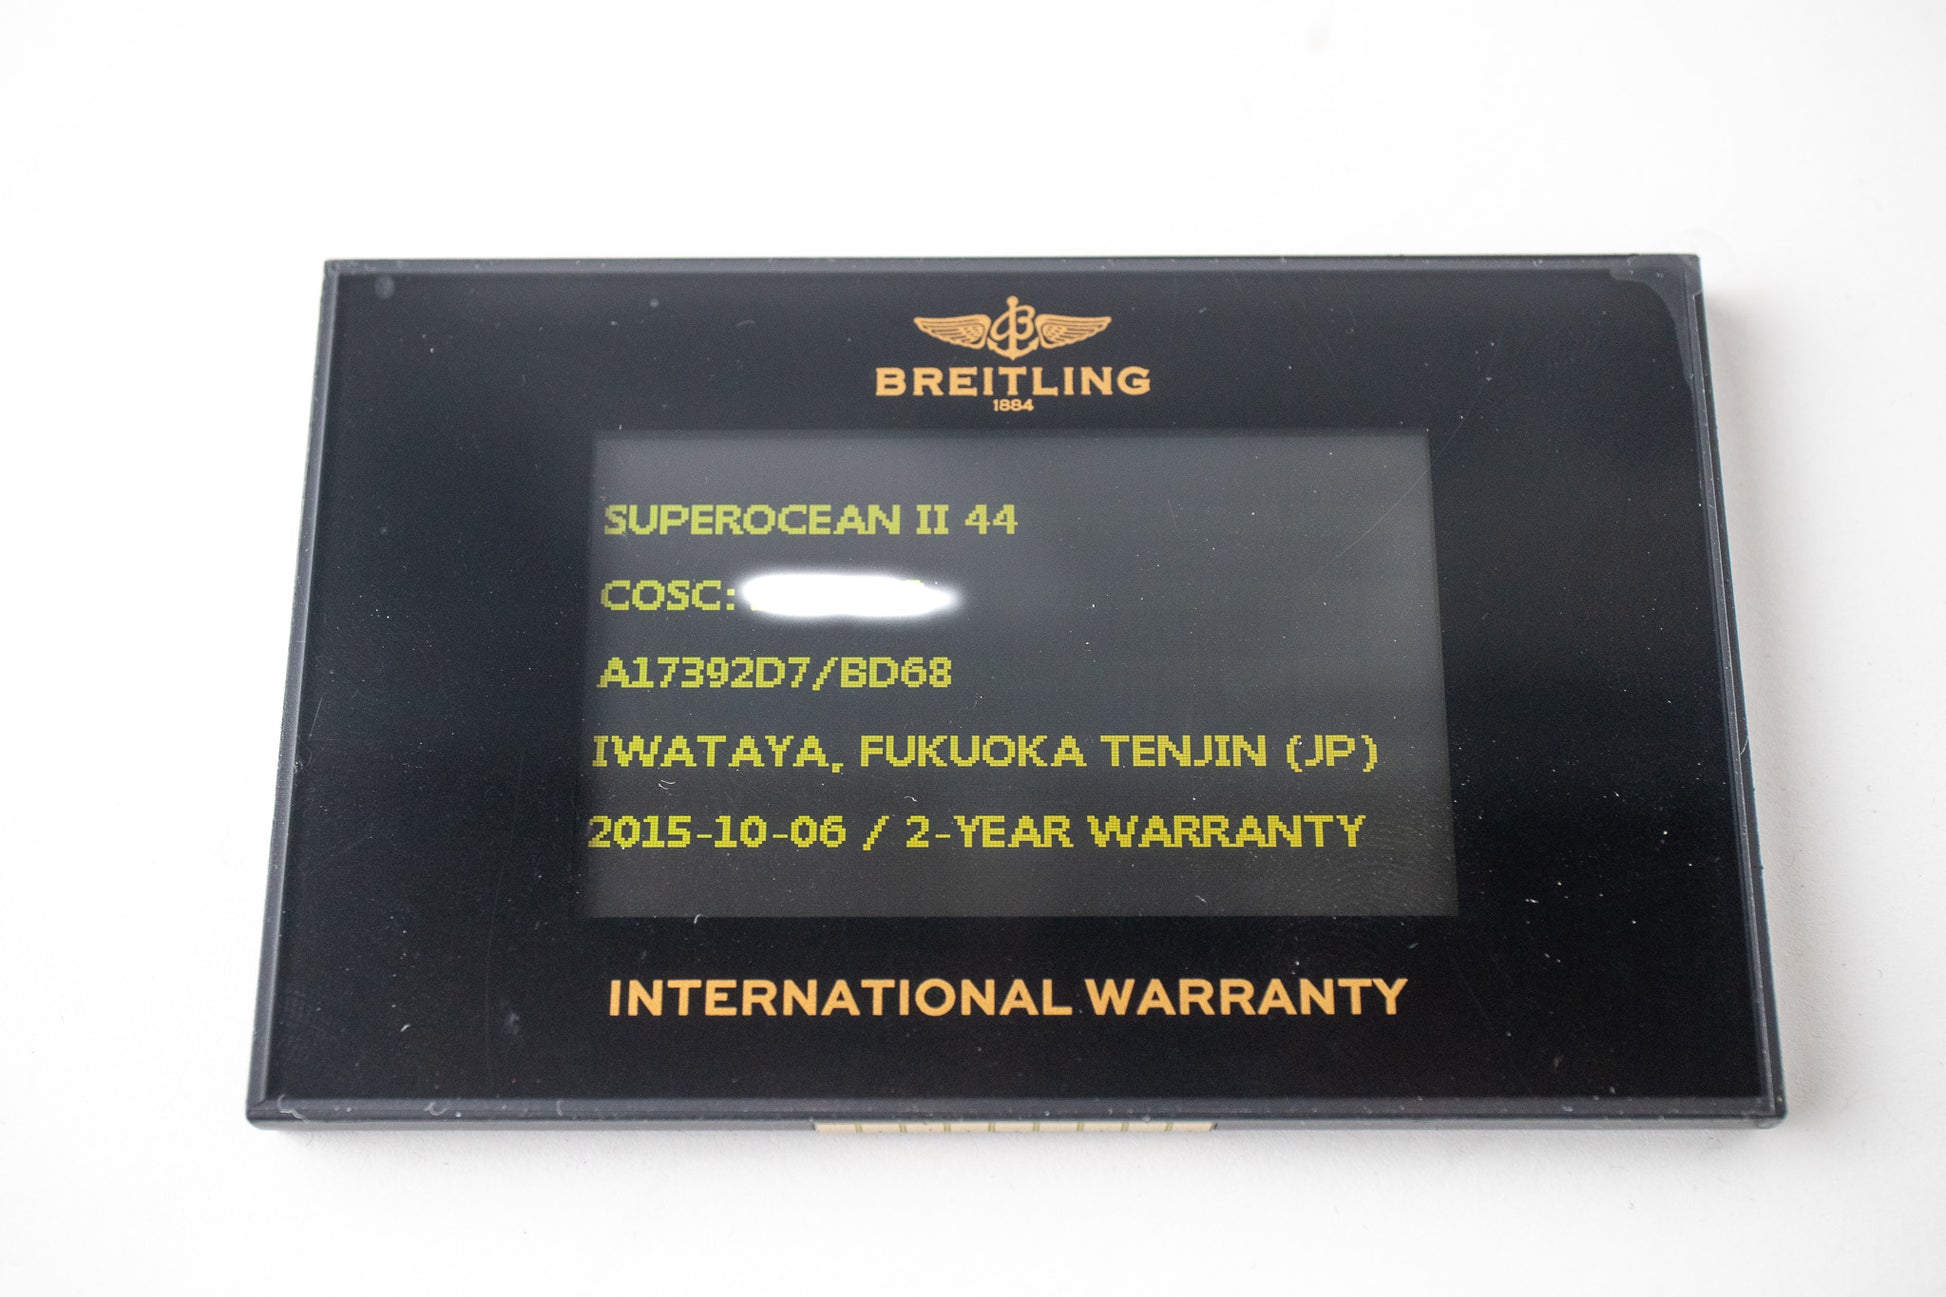 BREITLING
1884
SUPEROCEAN II 44
COSC:
A17392D7/BD68
IWATAYA, FUKUOKA TENJIN (JP)
2015-10-06 / 2-YEAR WARRANTY
INTERNATIONAL WARRANTY